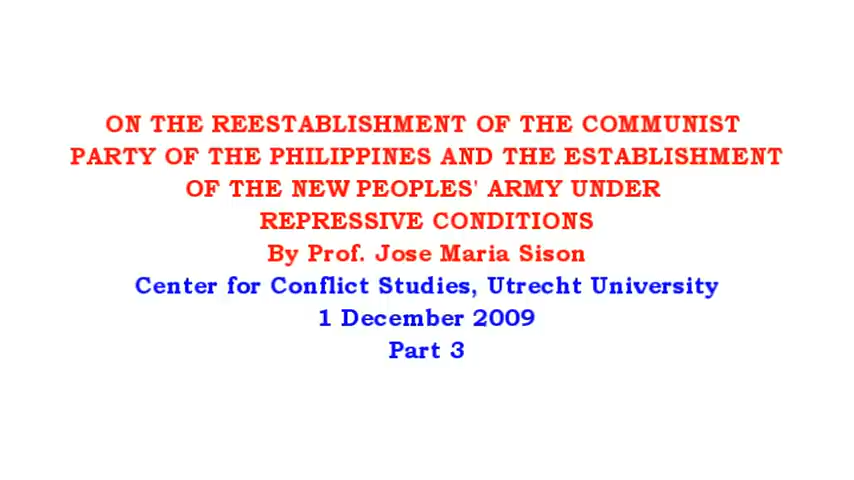 ON THE REESTABLISHMENT OF THE COMMUNIST
PARTY OF THE PHILIPPINES AND THE ESTABLISHMENT
OF THE NEW PEOPLES' ARMY UNDER
REPRESSIVE CONDITIONS
By Prof. Jose Maria Sison
Center for Conflict Studies, Utrecht University
1 December 2009
Part 3